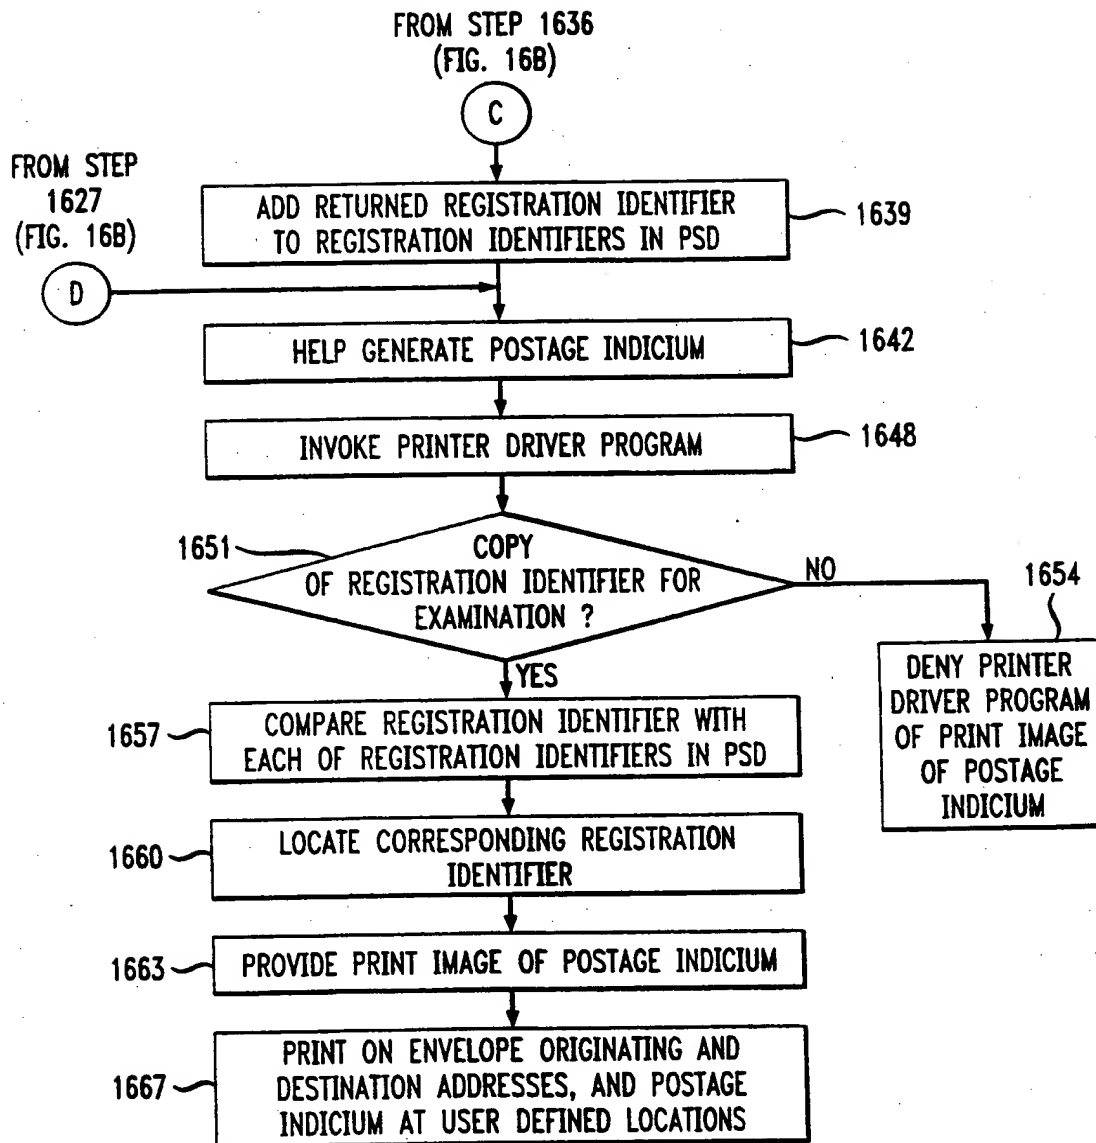 FROM STEP 1636
(FIG. 16B)
C
FROM STEP
1627
(FIG. 16B)
D
ADD RETURNED REGISTRATION IDENTIFIER
TO REGISTRATION IDENTIFIERS IN PSD
1639
HELP GENERATE POSTAGE INDICIUM
1642
INVOKE PRINTER DRIVER PROGRAM
1648
1651
COPY
OF REGISTRATION IDENTIFIER FOR
EXAMINATION ?
NO
1654
DENY PRINTER
DRIVER PROGRAM
OF PRINT IMAGE
OF POSTAGE
INDICIUM
YES
1657
COMPARE REGISTRATION IDENTIFIER WITH
EACH OF REGISTRATION IDENTIFIERS IN PSD
1660
LOCATE CORRESPONDING REGISTRATION
IDENTIFIER
1663
PROVIDE PRINT IMAGE OF POSTAGE INDICIUM
1667
PRINT ON ENVELOPE ORIGINATING AND
DESTINATION ADDRESSES, AND POSTAGE
INDICIUM AT USER DEFINED LOCATIONS